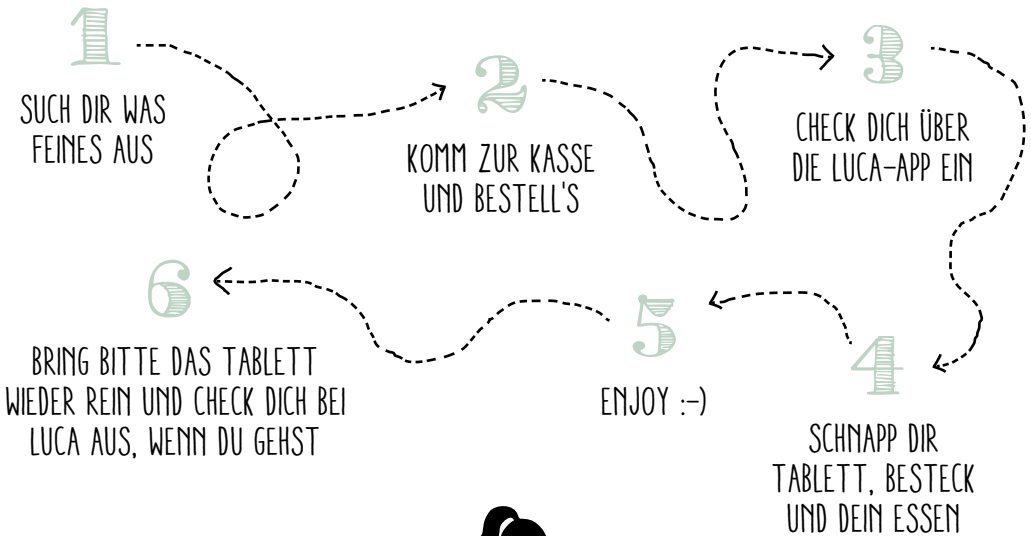 1
SUCH DIR WAS
FEINES AUS
2
KOMM ZUR KASSE
UND BESTELL'S
3
CHECK DICH ÜBER
DIE LUCA-APP EIN
4
SCHNAPP DIR
TABLETT, BESTECK
UND DEIN ESSEN
5
ENJOY :-)
6
BRING BITTE DAS TABLETT
WIEDER REIN UND CHECK DICH BEI
LUCA AUS, WENN DU GEHST